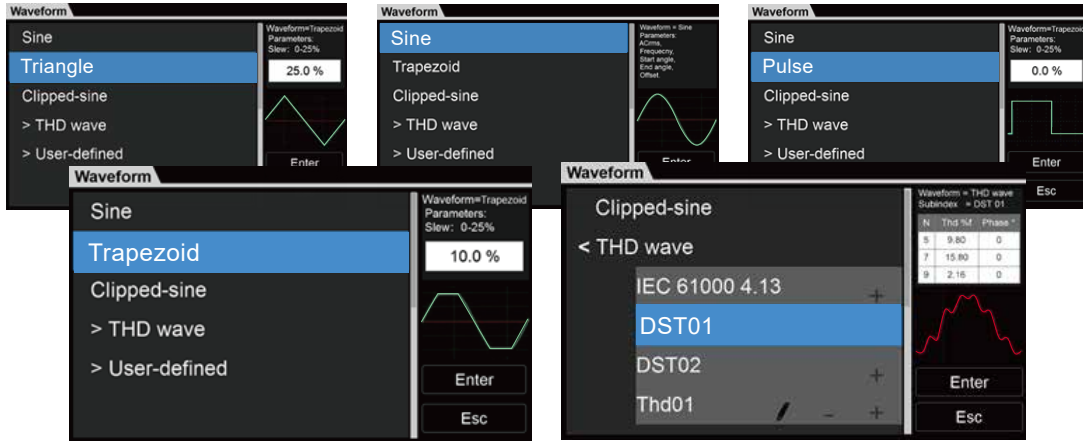 Waveform
Sine
Triangle
Clipped-sine
> THD wave
> User-defined
Waveform=Trapezoid
Parameters:
Slew: 0-25%
25.0 %
Enter
Waveform
Sine
Trapezoid
Clipped-sine
> THD wave
> User-defined
Waveform = Sine
Parameters:
ACrms,
Frequecny,
Start angle,
End angle,
Offset.
Enter
Waveform
Sine
Pulse
Clipped-sine
> THD wave
> User-defined
Waveform=Trapezoid
Parameters:
Slew: 0-25%
0.0 %
Enter
Esc
Waveform
Sine
Trapezoid
Clipped-sine
> THD wave
> User-defined
Waveform=Trapezoid
Parameters:
Slew: 0-25%
10.0 %
Enter
Esc
Waveform
Clipped-sine
< THD wave
IEC 61000 4.13 +
DST01
DST02 +
Thd01 - +
Waveform = THD wave
Subindex = DST 01
N Thd %f Phase °
5 9.80 0
7 15.80 0
9 2.16 0
Enter
Esc